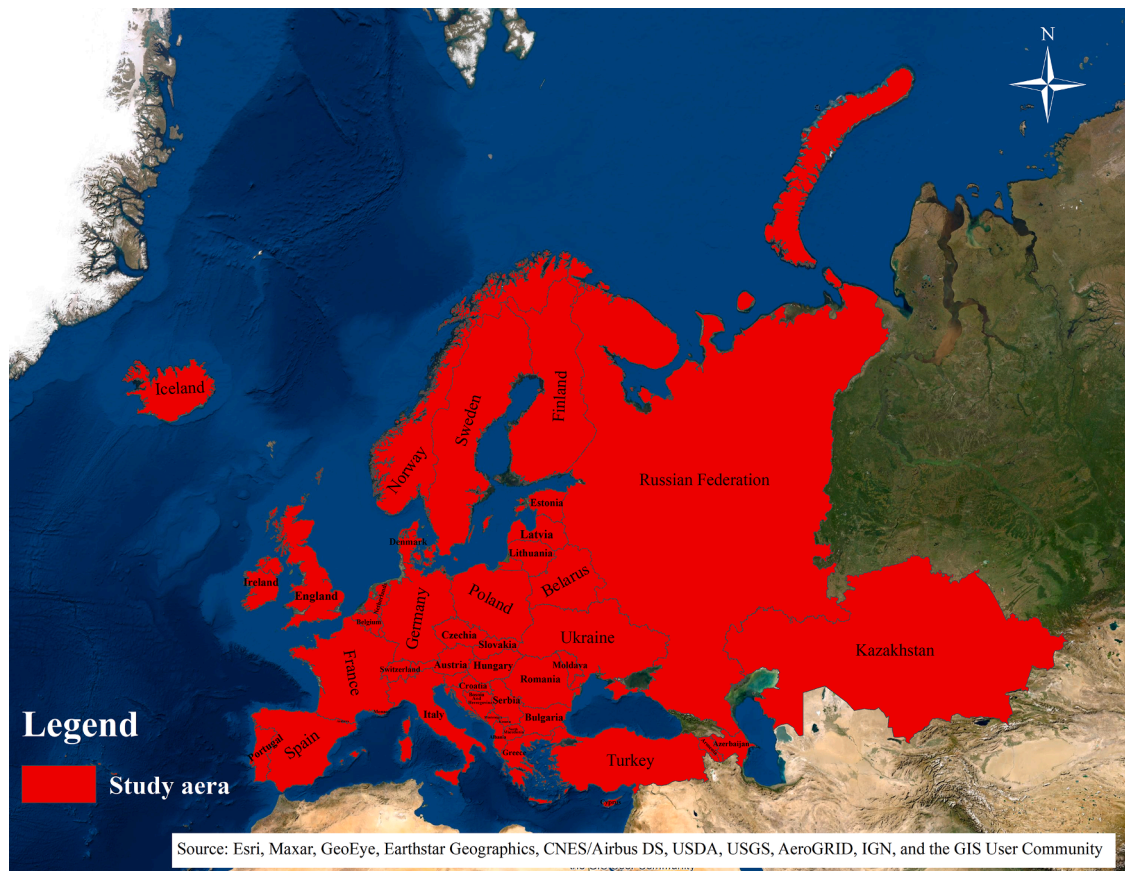 N
Iceland
Finland
Sweden
Norway
Russian Federation
Estonia
Latvia
Denmark
Lithuania
Ireland
England
Belarus
Poland
Germany
Belgium
Ukraine
Czechia
Slovakia
Kazakhstan
France
Switzerland
Austria
Hungary
Moldova
Romania
Croatia
Serbia
Italy
Bulgaria
Legend
Portugal
Spain
Azerbaijan
Greece
Turkey
Study aera
Source: Esri, Maxar, GeoEye, Earthstar Geographics, CNES/Airbus DS, USDA, USGS, AeroGRID, IGN, and the GIS User Community